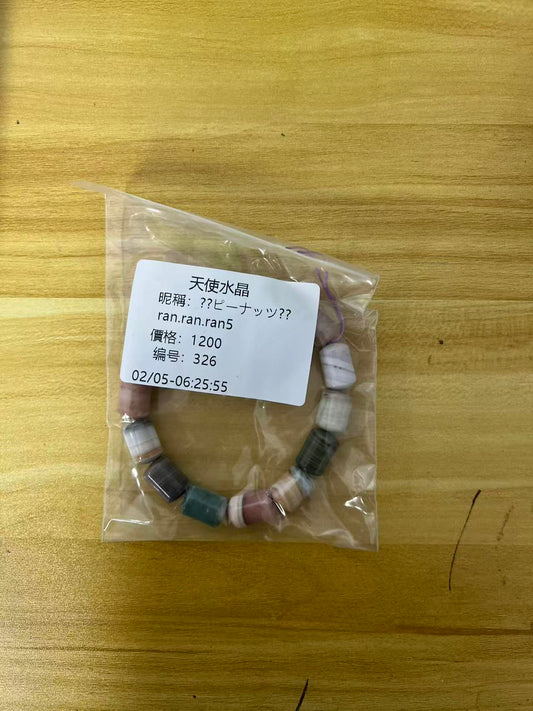 天使水晶
昵稱：??ピーナッツ??
ran.ran.ran5
價格：1200
编号：326
02/05-06:25:55